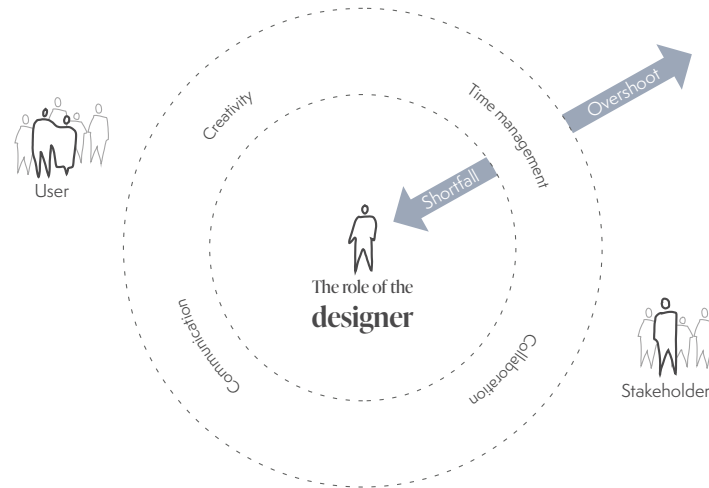 Creativity
Time management
Overshoot
User
Shortfall
The role of the
designer
Communication
Collaboration
Stakeholder